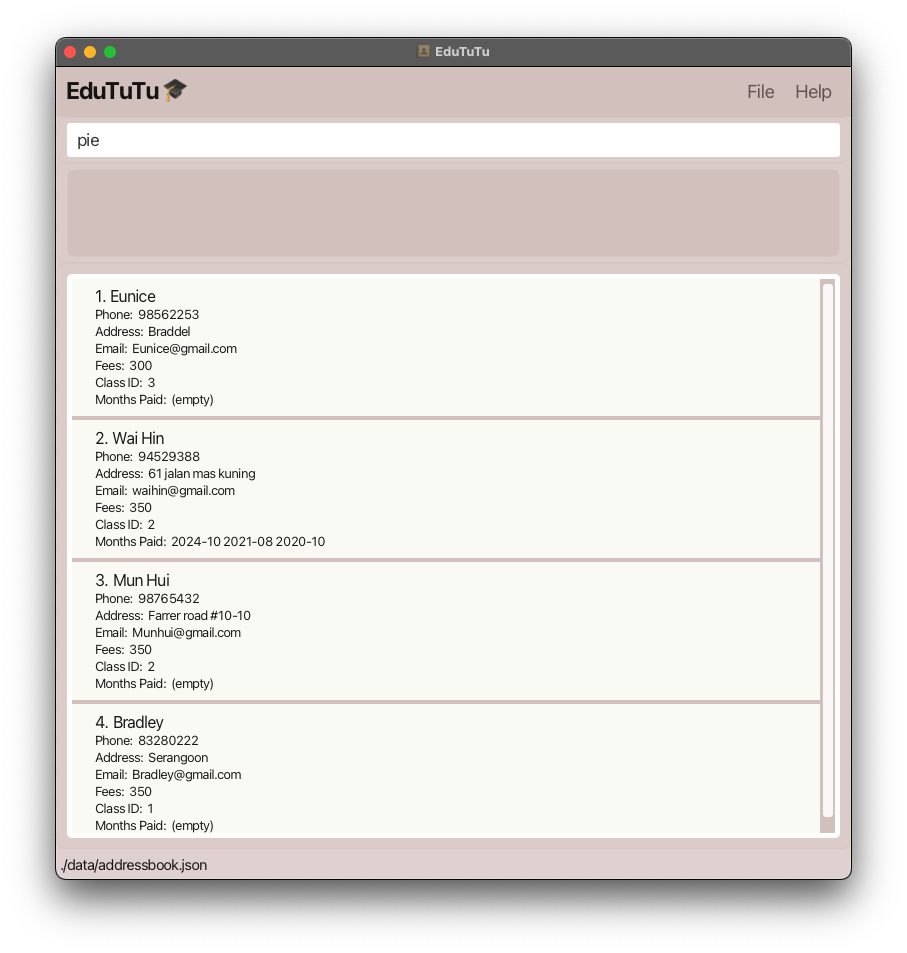 EduTuTu
EduTuTu
File Help
pie
1. Eunice
Phone: 98562253
Address: Braddel
Email: Eunice@gmail.com
Fees: 300
Class ID: 3
Months Paid: (empty)
2. Wai Hin
Phone: 94529388
Address: 61 jalan mas kuning
Email: waihin@gmail.com
Fees: 350
Class ID: 2
Months Paid: 2024-10 2021-08 2020-10
3. Mun Hui
Phone: 98765432
Address: Farrer road #10-10
Email: Munhui@gmail.com
Fees: 350
Class ID: 2
Months Paid: (empty)
4. Bradley
Phone: 83280222
Address: Serangoon
Email: Bradley@gmail.com
Fees: 350
Class ID: 1
Months Paid: (empty)
./data/addressbook.json